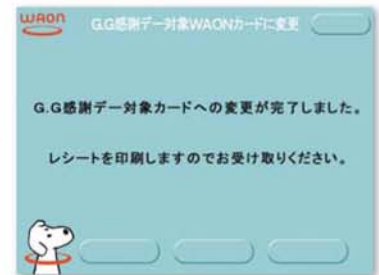 WAON
G.G感謝デー対象WAONカードに変更
G.G感謝デー対象カードへの変更が完了しました。
レシートを印刷しますのでお受け取りください。